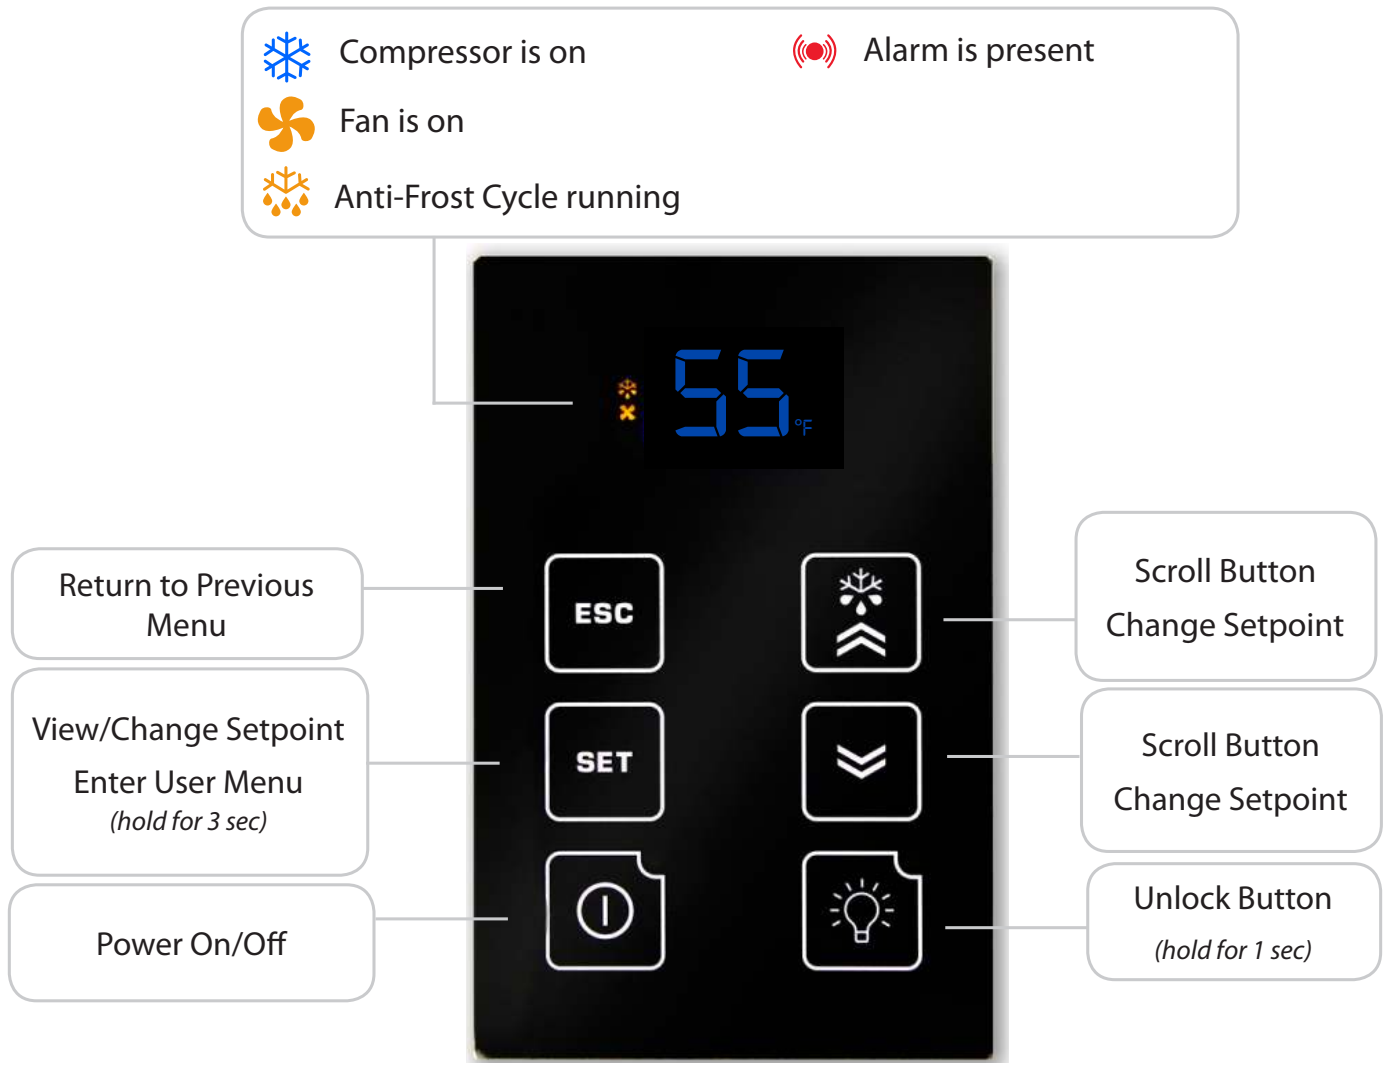 Compressor is on
Alarm is present
Fan is on
Anti-Frost Cycle running
55 °F
Return to Previous
Menu
ESC
Scroll Button
Change Setpoint
View/Change Setpoint
Enter User Menu
(hold for 3 sec)
SET
Scroll Button
Change Setpoint
Power On/Off
Unlock Button
(hold for 1 sec)